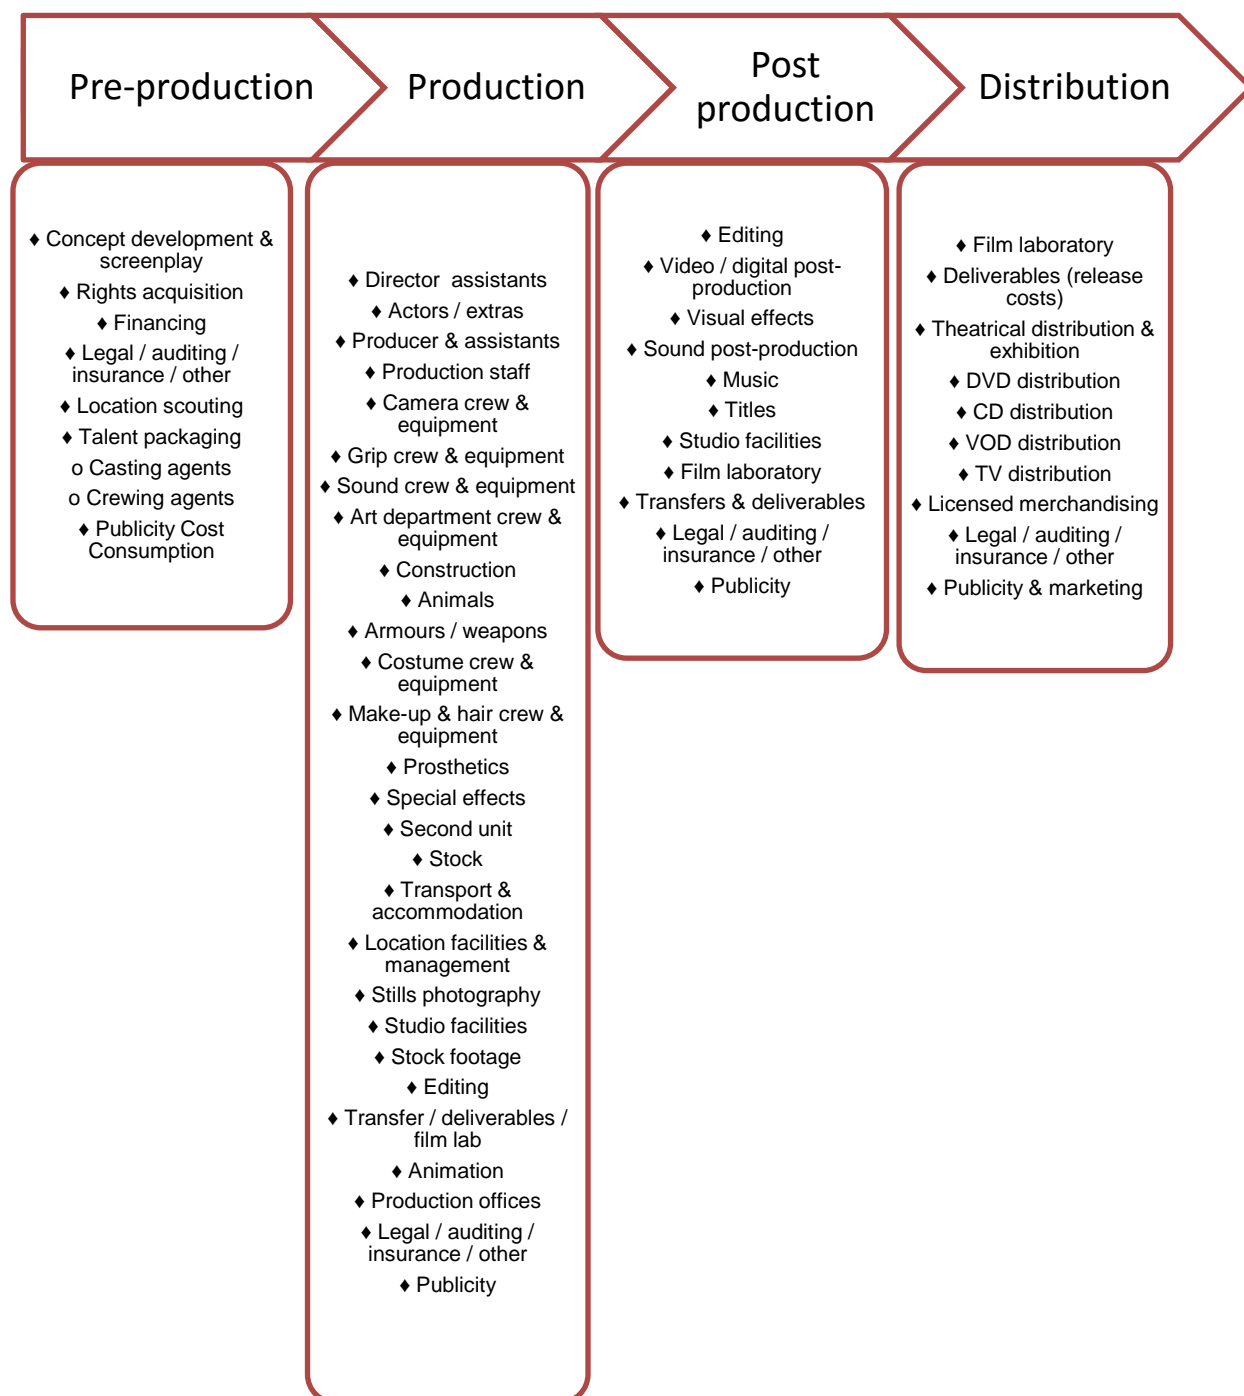 Pre-production
Production
Post
production
Distribution
♦ Concept development &
screenplay
♦ Rights acquisition
♦ Financing
♦ Legal / auditing /
insurance / other
♦ Location scouting
♦ Talent packaging
o Casting agents
o Crewing agents
♦ Publicity Cost
Consumption
♦ Director  assistants
♦ Actors / extras
♦ Producer & assistants
♦ Production staff
♦ Camera crew &
equipment
♦ Grip crew & equipment
♦ Sound crew & equipment
♦ Art department crew &
equipment
♦ Construction
♦ Animals
♦ Armours / weapons
♦ Costume crew &
equipment
♦ Make-up & hair crew &
equipment
♦ Prosthetics
♦ Special effects
♦ Second unit
♦ Stock
♦ Transport &
accommodation
♦ Location facilities &
management
♦ Stills photography
♦ Studio facilities
♦ Stock footage
♦ Editing
♦ Transfer / deliverables /
film lab
♦ Animation
♦ Production offices
♦ Legal / auditing /
insurance / other
♦ Publicity
♦ Editing
♦ Video / digital post-
production
♦ Visual effects
♦ Sound post-production
♦ Music
♦ Titles
♦ Studio facilities
♦ Film laboratory
♦ Transfers & deliverables
♦ Legal / auditing /
insurance / other
♦ Publicity
♦ Film laboratory
♦ Deliverables (release
costs)
♦ Theatrical distribution &
exhibition
♦ DVD distribution
♦ CD distribution
♦ VOD distribution
♦ TV distribution
♦ Licensed merchandising
♦ Legal / auditing /
insurance / other
♦ Publicity & marketing